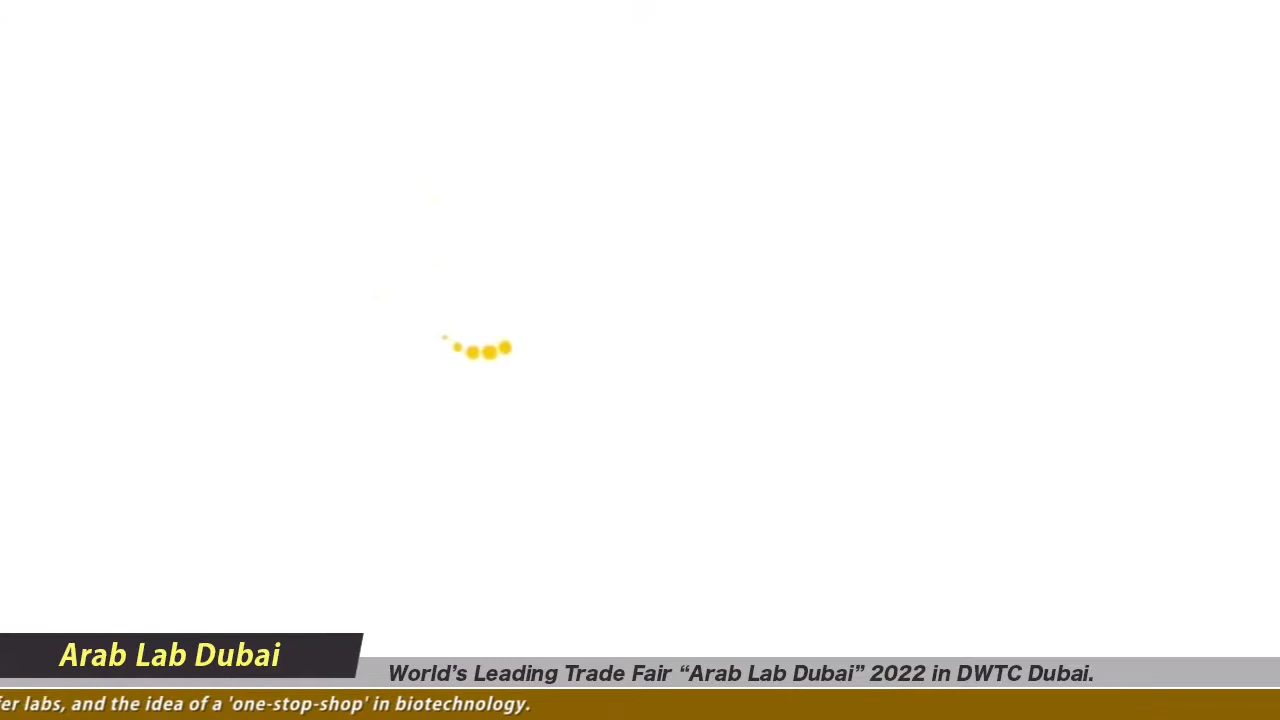 Arab Lab Dubai
World's Leading Trade Fair “Arab Lab Dubai” 2022 in DWTC Dubai.
labs, and the idea of a 'one-stop-shop' in biotechnology.